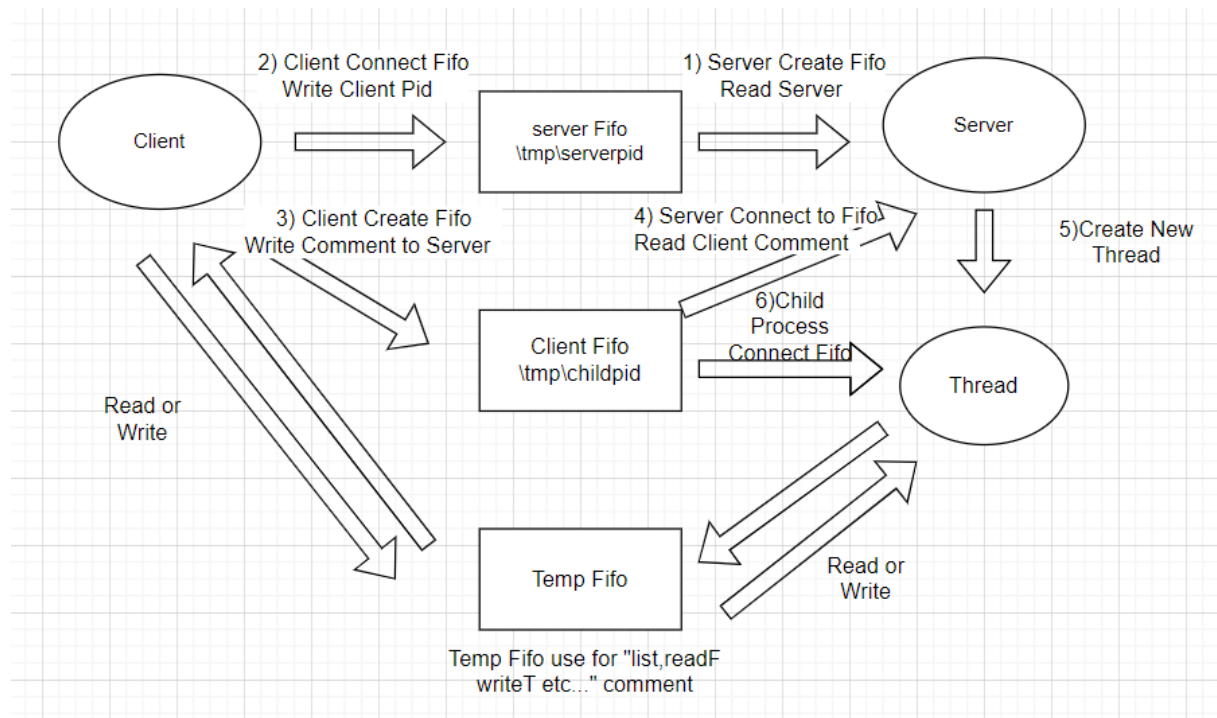 2) Client Connect Fifo
Write Client Pid
1) Server Create Fifo
Read Server
Client
server Fifo
\tmp\serverpid
Server
3) Client Create Fifo
Write Comment to Server
4) Server Connect to Fifo
Read Client Comment
5)Create New
Thread
6)Child
Process
Connect Fifo
Client Fifo
\tmp\childpid
Thread
Read or
Write
Temp Fifo
Read or
Write
Temp Fifo use for "list,readF
writeT etc..." comment